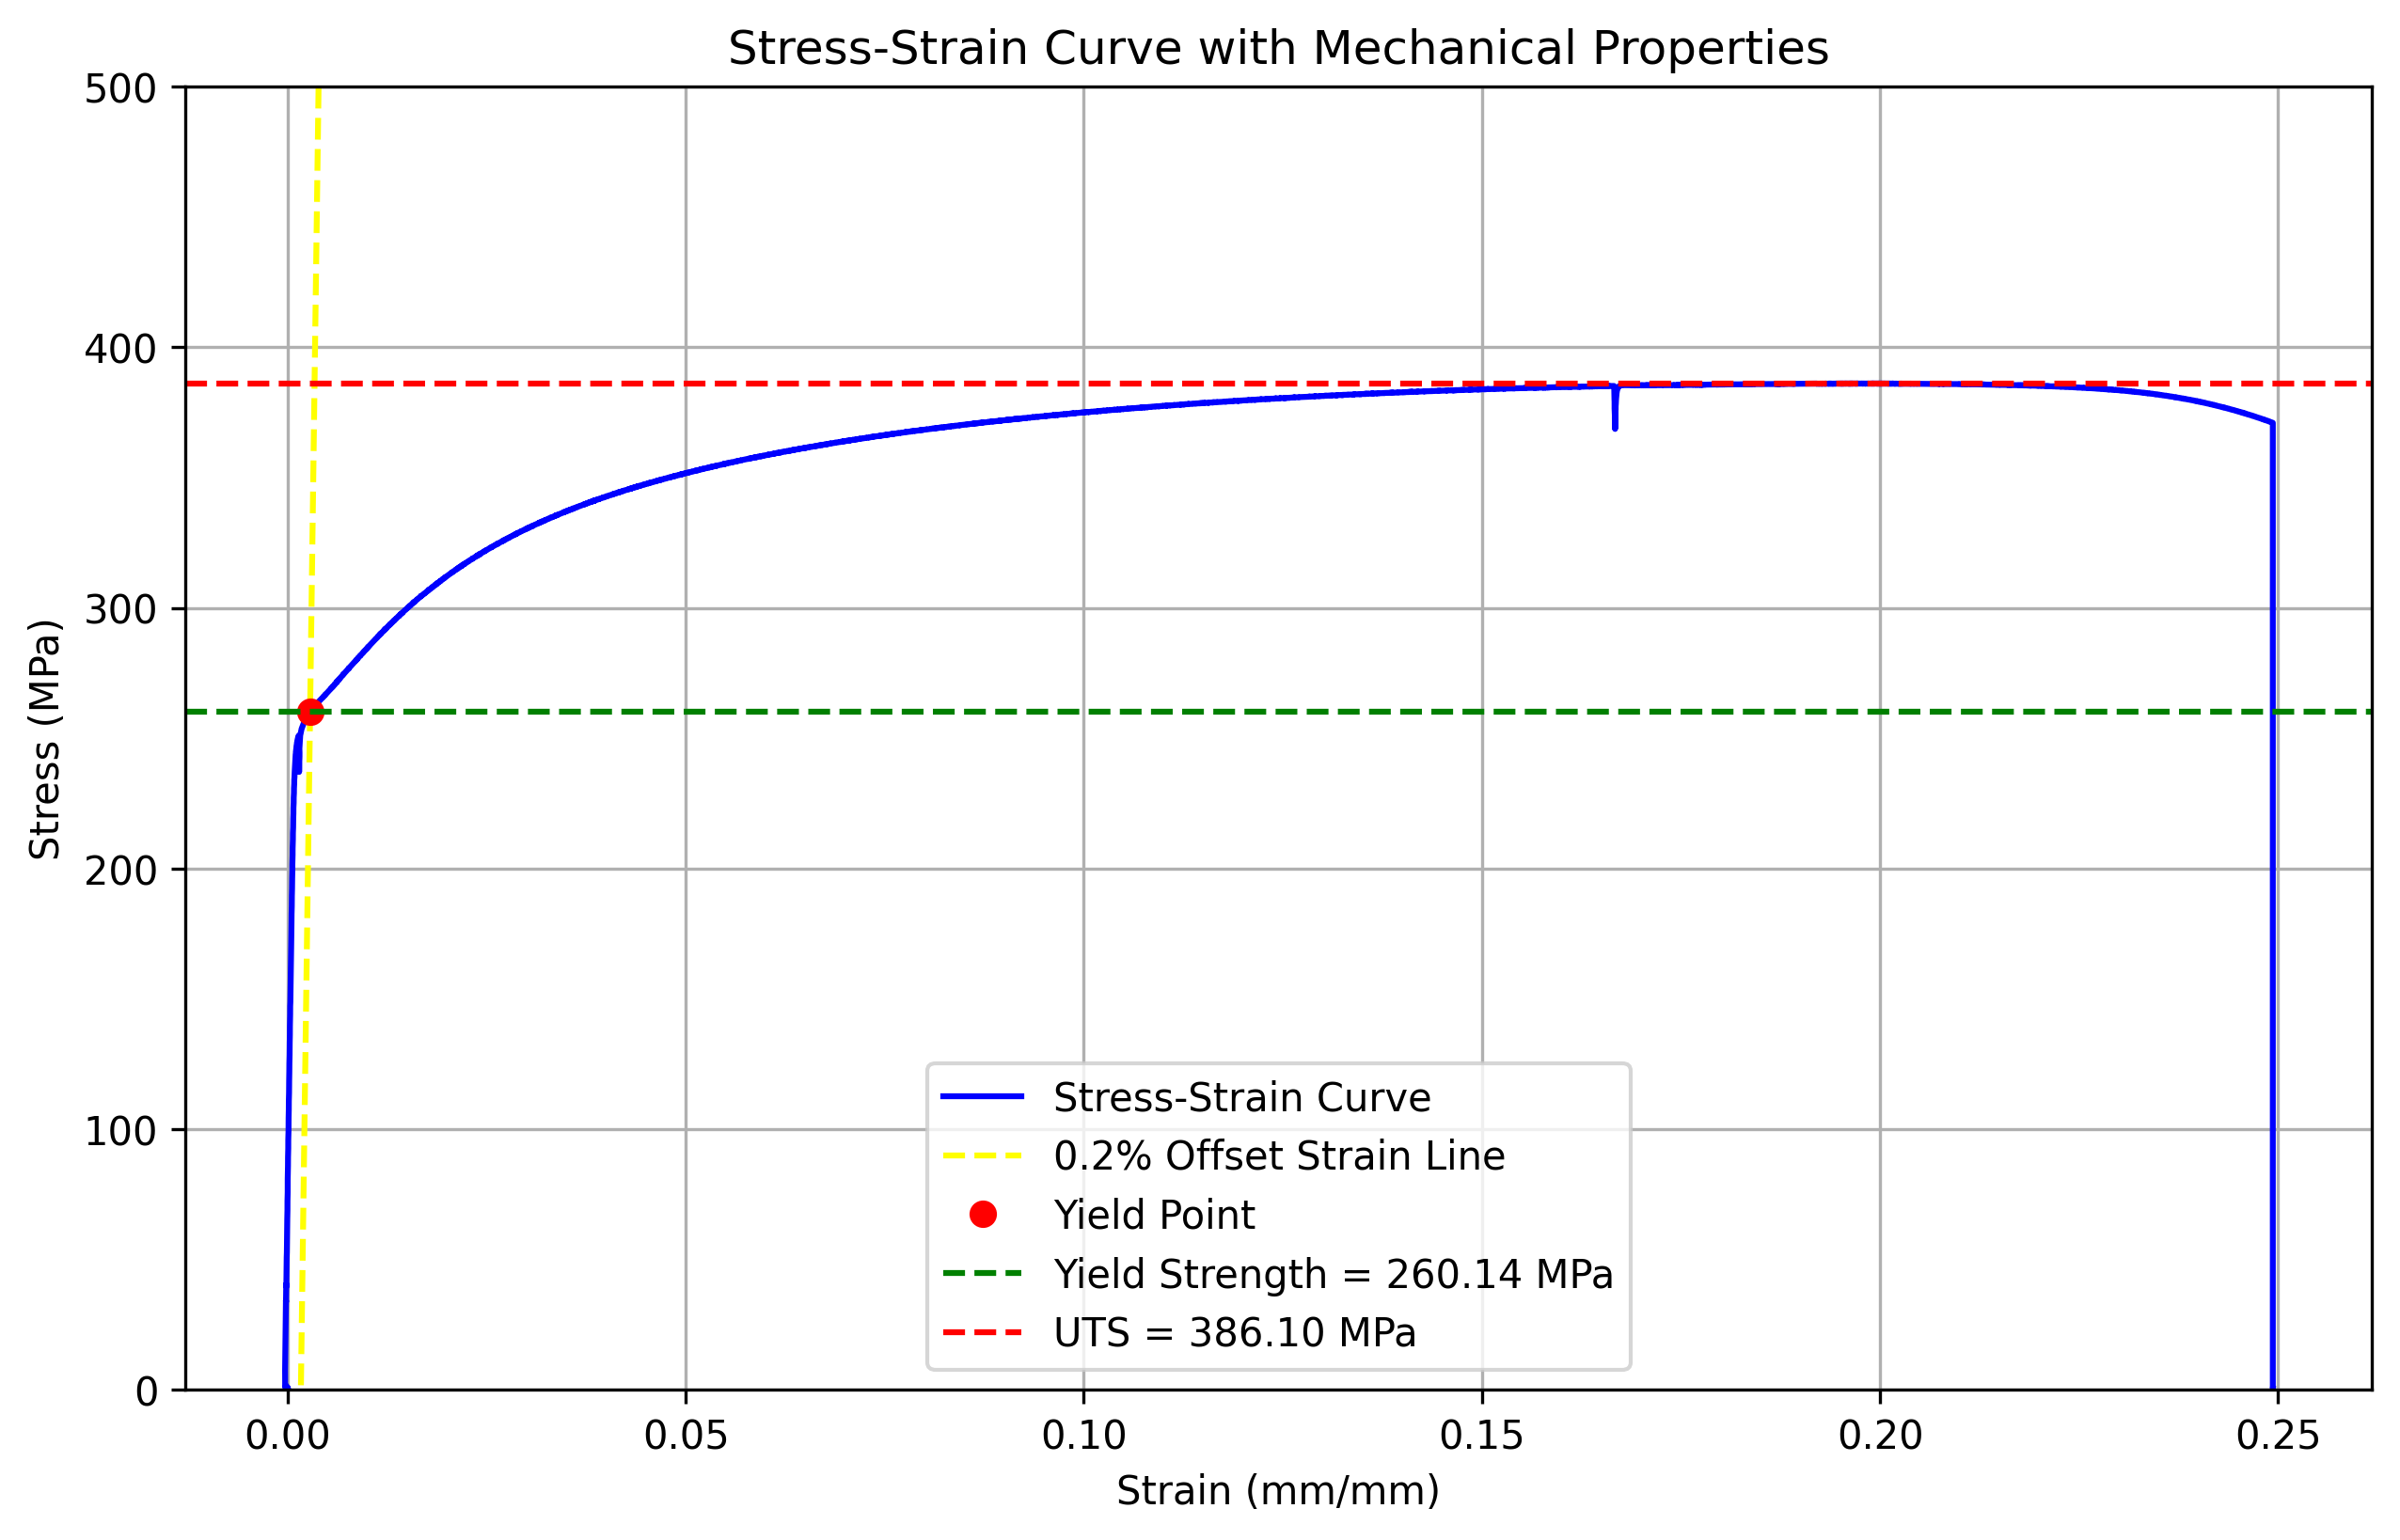 Stress-Strain Curve with Mechanical Properties
500
400
300
200
100
0
Stress (MPa)
0.00 0.05 0.10 0.15 0.20 0.25
Strain (mm/mm)
Stress-Strain Curve
0.2% Offset Strain Line
Yield Point
Yield Strength = 260.14 MPa
UTS = 386.10 MPa